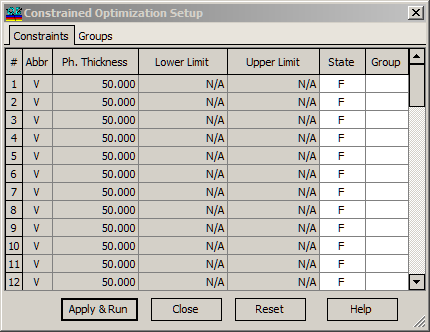 Constrained Optimization Setup
Constraints Groups
# Abbr Ph. Thickness Lower Limit Upper Limit State Group
1 V 50.000 N/A N/A F
2 V 50.000 N/A N/A F
3 V 50.000 N/A N/A F
4 V 50.000 N/A N/A F
5 V 50.000 N/A N/A F
6 V 50.000 N/A N/A F
7 V 50.000 N/A N/A F
8 V 50.000 N/A N/A F
9 V 50.000 N/A N/A F
10 V 50.000 N/A N/A F
11 V 50.000 N/A N/A F
12 V 50.000 N/A N/A F
Apply & Run Close Reset Help